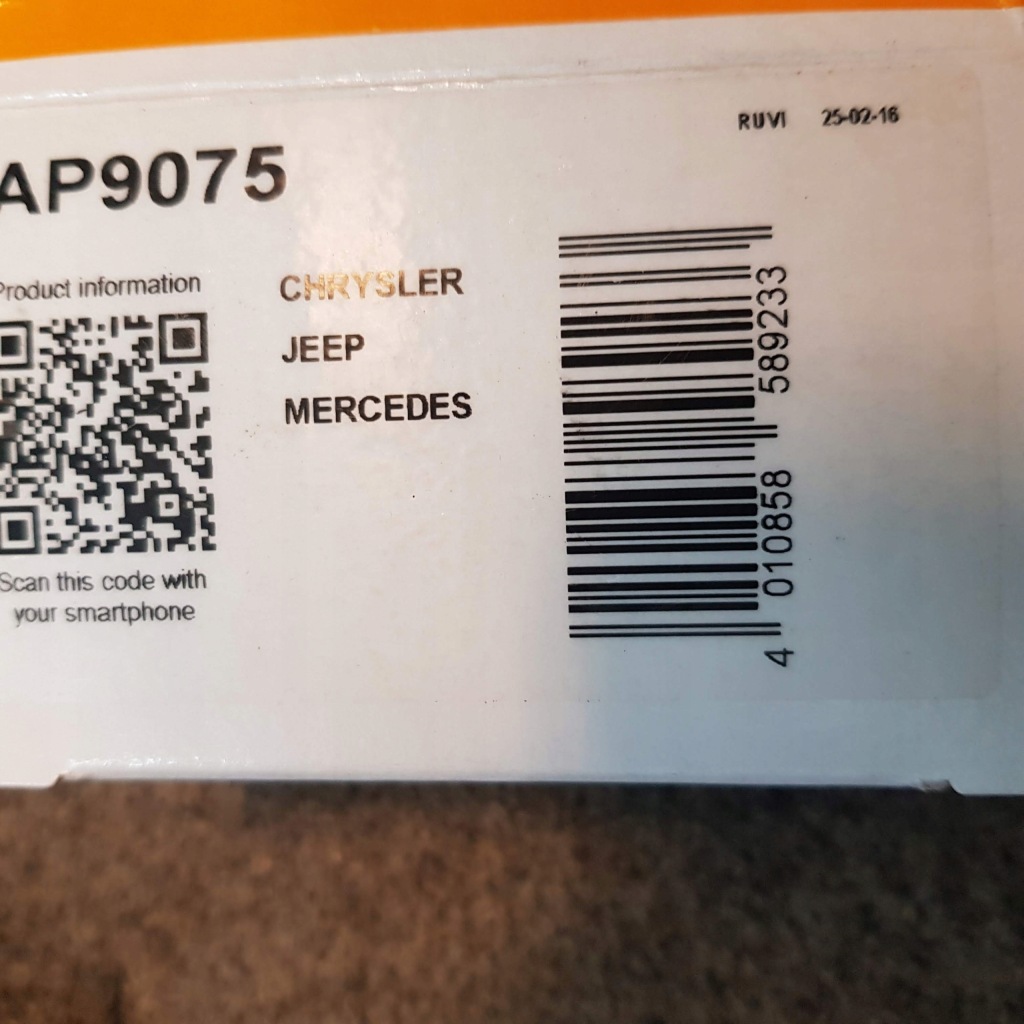 RUVI 25-02-16
AP9075
Product information
CHRYSLER
JEEP
MERCEDES
Scan this code with
your smartphone
4 010858 589233